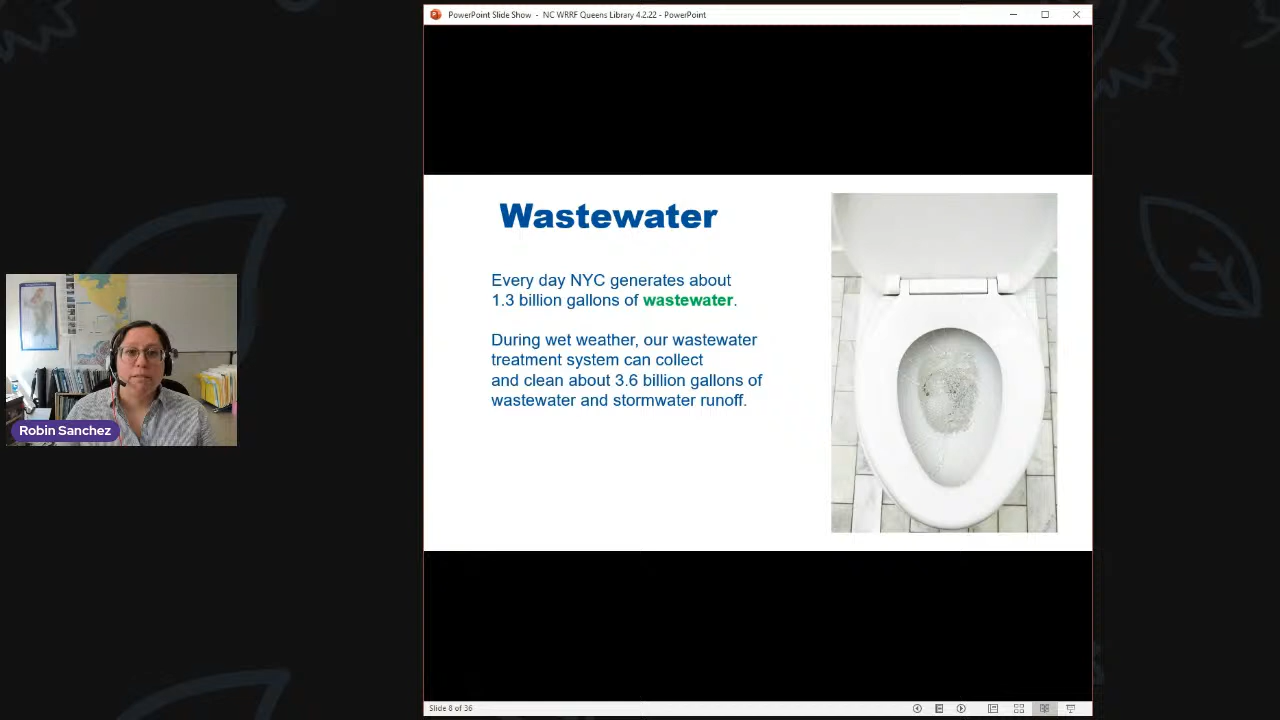 PowerPoint Slide Show - NC WRRF Queens Library 4.2.22 - PowerPoint
Wastewater
Every day NYC generates about
1.3 billion gallons of wastewater.
During wet weather, our wastewater
treatment system can collect
and clean about 3.6 billion gallons of
wastewater and stormwater runoff.
Robin Sanchez
Slide 8 of 36